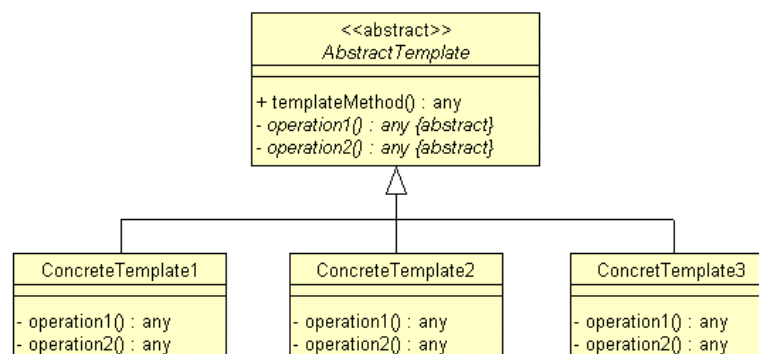 <<abstract>>
AbstractTemplate
+ templateMethod() : any
- operation1() : any {abstract}
- operation2() : any {abstract}
ConcreteTemplate1
- operation1() : any
- operation2() : any
ConcreteTemplate2
- operation1() : any
- operation2() : any
ConcretTemplate3
- operation1() : any
- operation2() : any